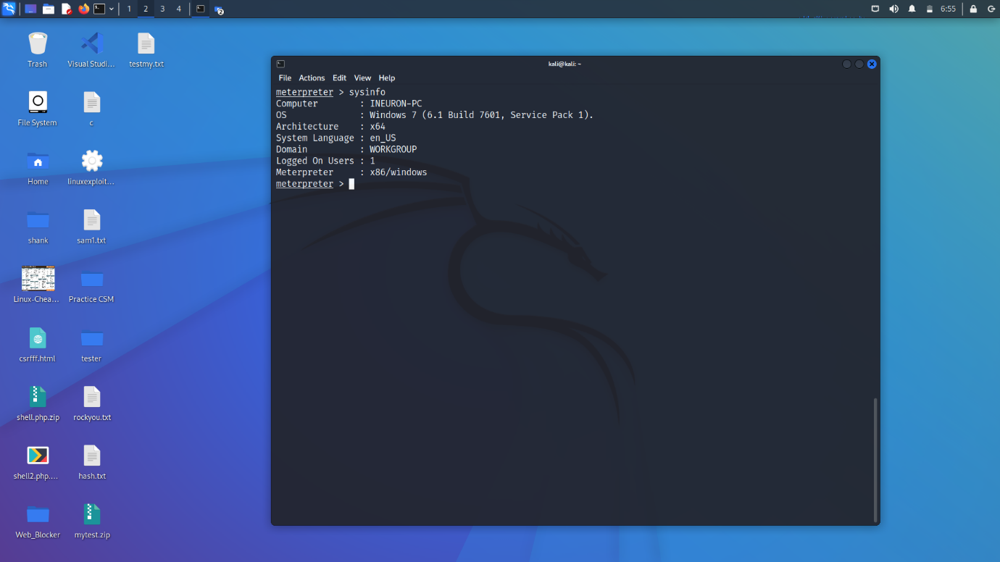 1 2 3 4
2
6:55
Trash
Visual Studi...
testmy.txt
File System
c
Home
linuxexploit...
shank
sam1.txt
Linux-Chea...
Practice CSM
csrfff.html
tester
shell.php.zip
rockyou.txt
shell2.php....
hash.txt
Web_Blocker
mytest.zip
kali@kali: ~
File Actions Edit View Help
meterpreter > sysinfo
Computer : INEURON-PC
OS : Windows 7 (6.1 Build 7601, Service Pack 1).
Architecture : x64
System Language : en_US
Domain : WORKGROUP
Logged On Users : 1
Meterpreter : x86/windows
meterpreter >